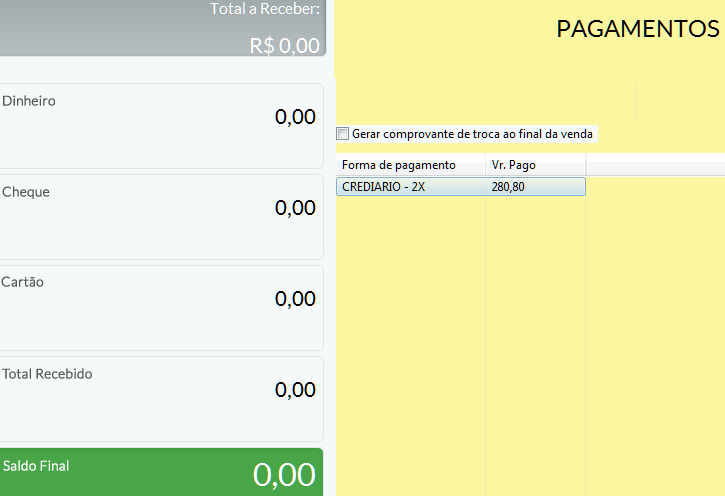 Total a Receber:
R$ 0,00
Dinheiro
0,00
Cheque
0,00
Cartão
0,00
Total Recebido
0,00
Saldo Final
0,00
PAGAMENTOS
Gerar comprovante de troca ao final da venda
Forma de pagamento Vr. Pago
CREDIARIO - 2X 280,80